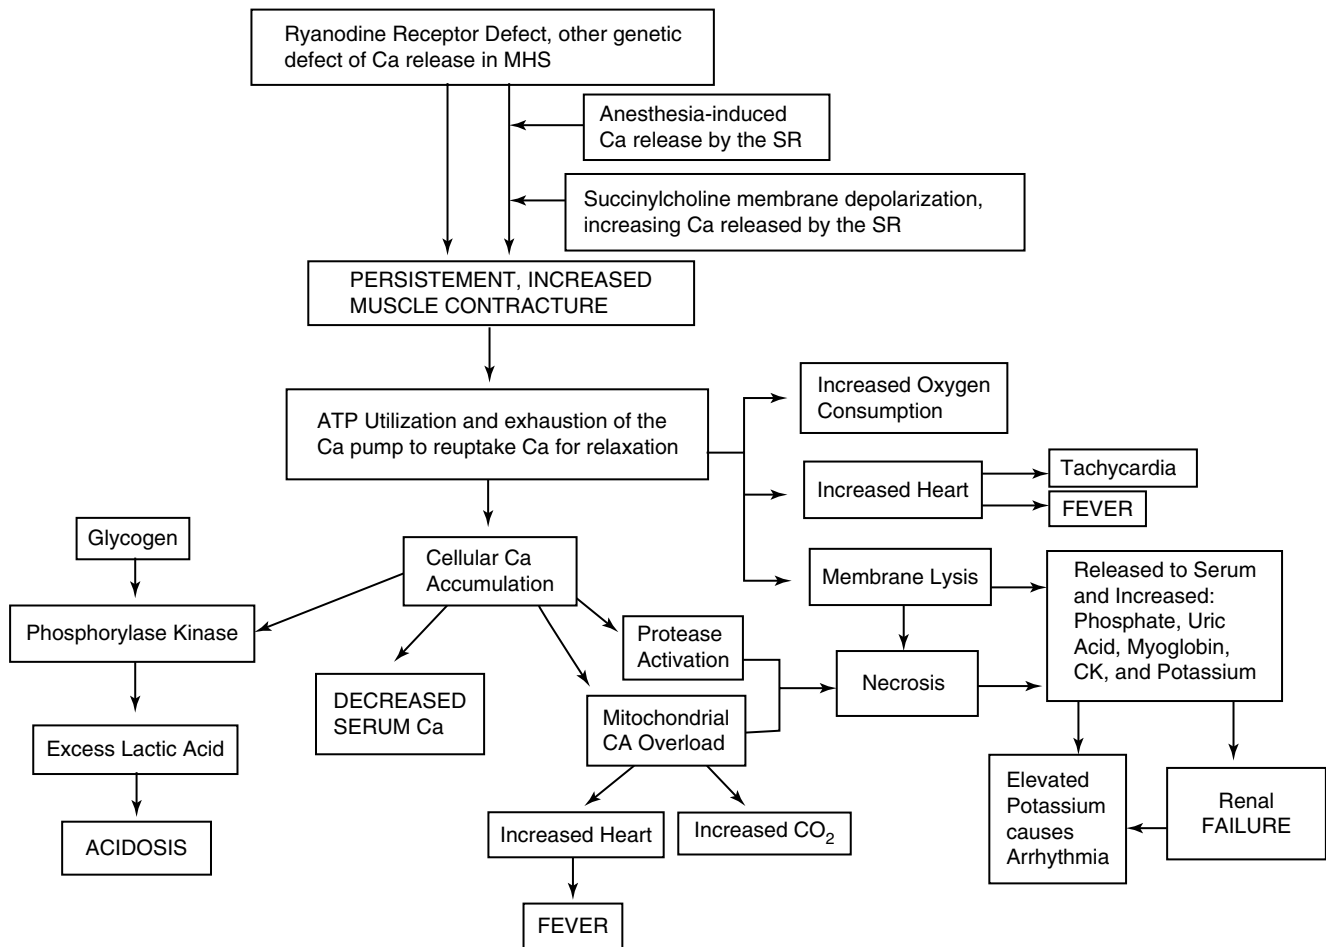 Ryanodine Receptor Defect, other genetic
defect of Ca release in MHS
Anesthesia-induced
Ca release by the SR
Succinylcholine membrane depolarization,
increasing Ca released by the SR
PERSISTEMENT, INCREASED
MUSCLE CONTRACTURE
ATP Utilization and exhaustion of the
Ca pump to reuptake Ca for relaxation
Increased Oxygen
Consumption
Increased Heart
Tachycardia
FEVER
Glycogen
Cellular Ca
Accumulation
Membrane Lysis
Released to Serum
and Increased:
Phosphate, Uric
Acid, Myoglobin,
CK, and Potassium
Phosphorylase Kinase
Protease
Activation
Necrosis
DECREASED
SERUM Ca
Mitochondrial
CA Overload
Excess Lactic Acid
Elevated
Potassium
causes
Arrhythmia
Renal
FAILURE
ACIDOSIS
Increased Heart
Increased CO2
FEVER